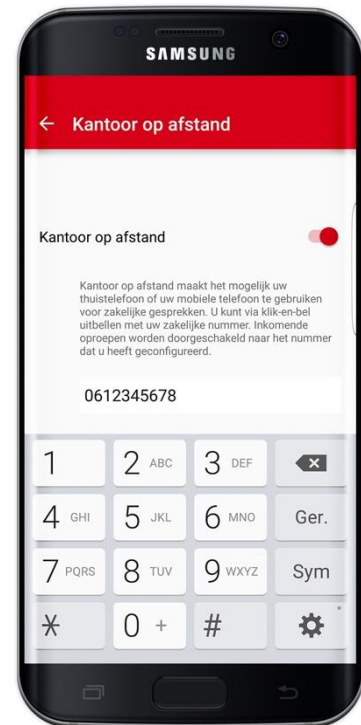 SAMSUNG
Kantoor op afstand
Kantoor op afstand
Kantoor op afstand maakt het mogelijk uw
thuistelefoon of uw mobiele telefoon te gebruiken
voor zakelijke gesprekken. U kunt via klik-en-bel
uitbellen met uw zakelijke nummer. Inkomende
oproepen worden doorgeschakeld naar het nummer
dat u heeft geconfigureerd.
0612345678
1 2 ABC 3 DEF
4 GHI 5 JKL 6 MNO Ger.
7 PQRS 8 TUV 9 WXYZ Sym
* 0 + #